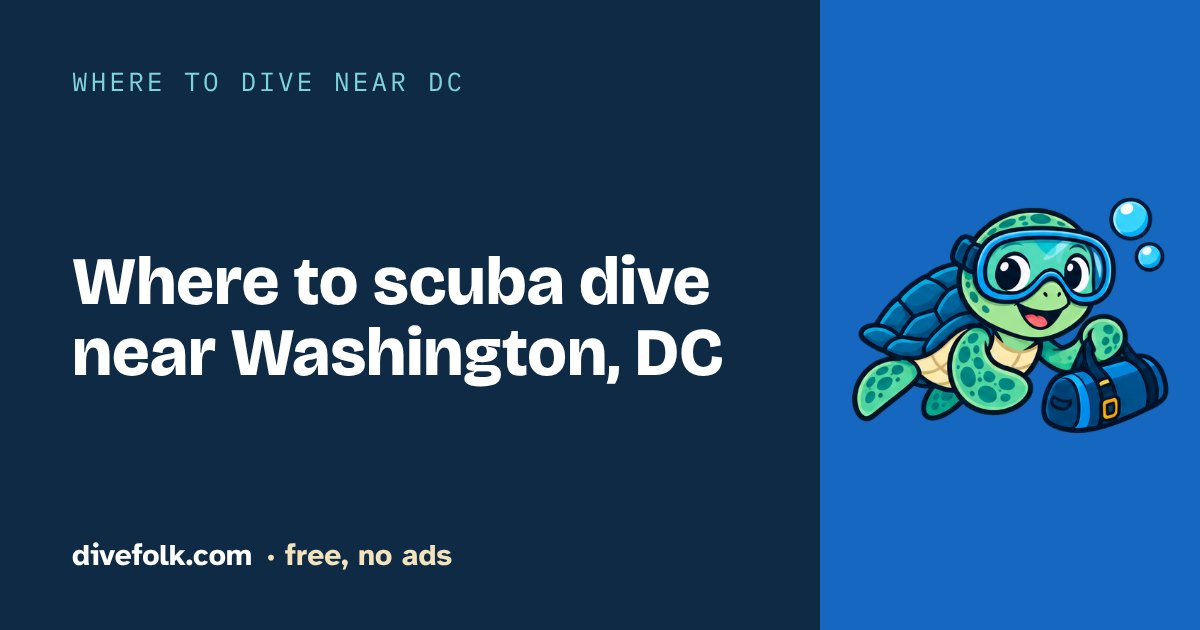 WHERE TO DIVE NEAR DC
Where to scuba dive
near Washington, DC
divefolk.com · free, no ads